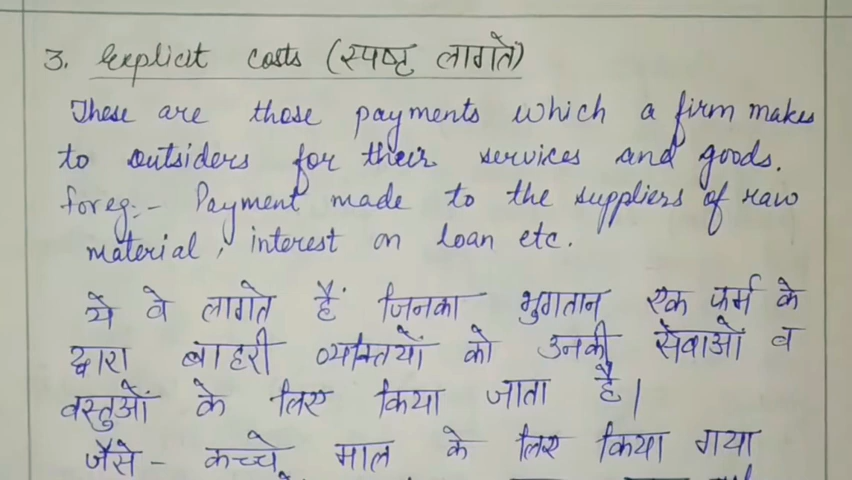 3. Explicit costs (स्पष्ट लागतें)
These are those payments which a firm makes
to outsiders for their services and goods.
for eg:- Payment made to the suppliers of raw
material, interest on loan etc.
ये वे लागते हैं जिनका भुगतान एक फर्म के
द्वारा बाहरी व्यक्तियों को उनकी सेवाओं व
वस्तुओं के लिए किया जाता है।
जैसे - कच्चे माल के लिए किया गया